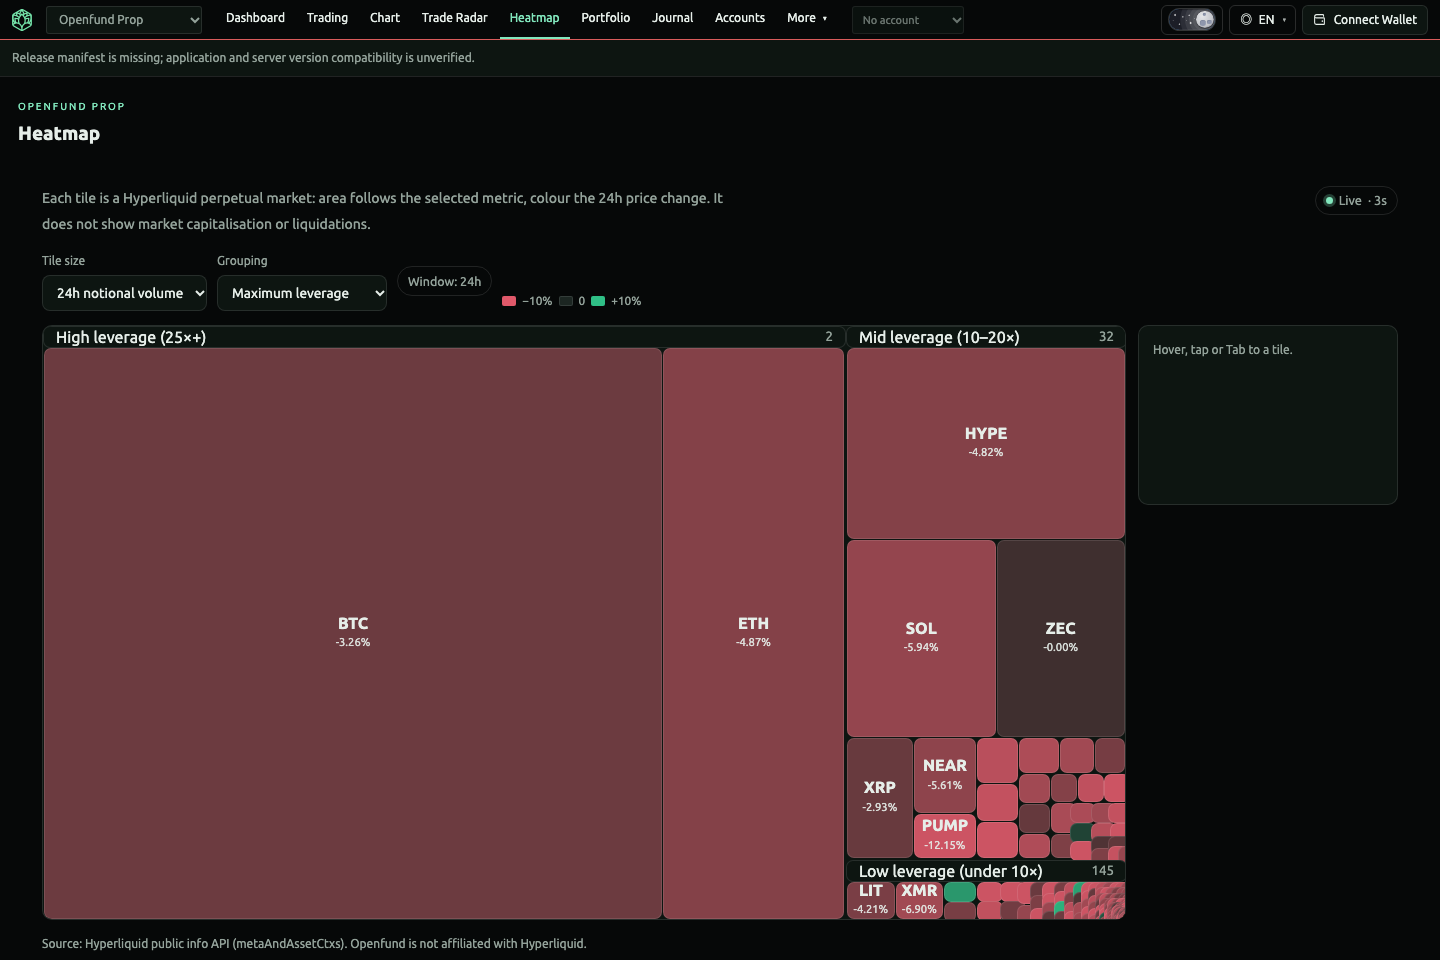 Openfund Prop
Dashboard
Trading
Chart
Trade Radar
Heatmap
Portfolio
Journal
Accounts
More
No account
EN
Connect Wallet
Release manifest is missing; application and server version compatibility is unverified.
OPENFUND PROP
Heatmap
Each tile is a Hyperliquid perpetual market: area follows the selected metric, colour the 24h price change. It
does not show market capitalisation or liquidations.
Live · 3s
Tile size
Grouping
24h notional volume
Maximum leverage
Window: 24h
−10%
0
+10%
High leverage (25×+)
2
Mid leverage (10–20×)
32
Hover, tap or Tab to a tile.
HYPE
-4.82%
BTC
-3.26%
ETH
-4.87%
SOL
-5.94%
ZEC
-0.00%
XRP
-2.93%
NEAR
-5.61%
PUMP
-12.15%
Low leverage (under 10×)
145
LIT
-4.21%
XMR
-6.90%
Source: Hyperliquid public info API (metaAndAssetCtxs). Openfund is not affiliated with Hyperliquid.